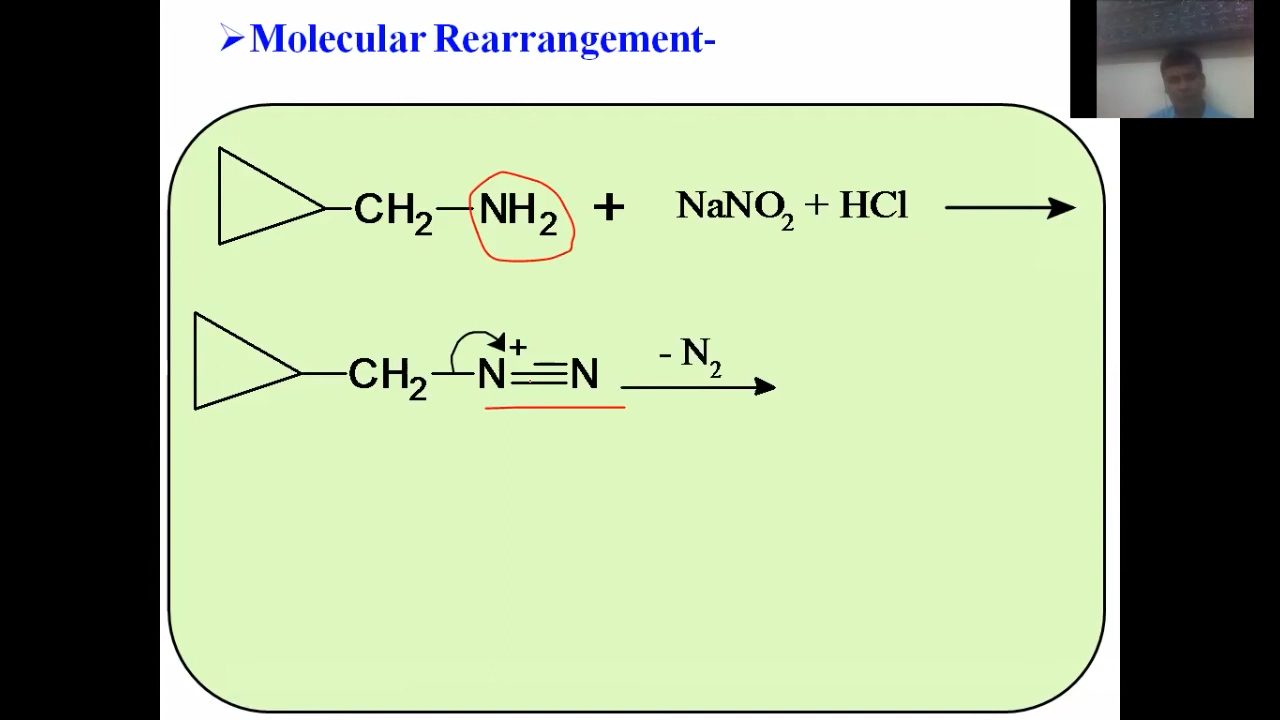 ➢Molecular Rearrangement-
CH₂—NH₂ + NaNO₂ + HCl
CH₂—N⁺≡N - N₂